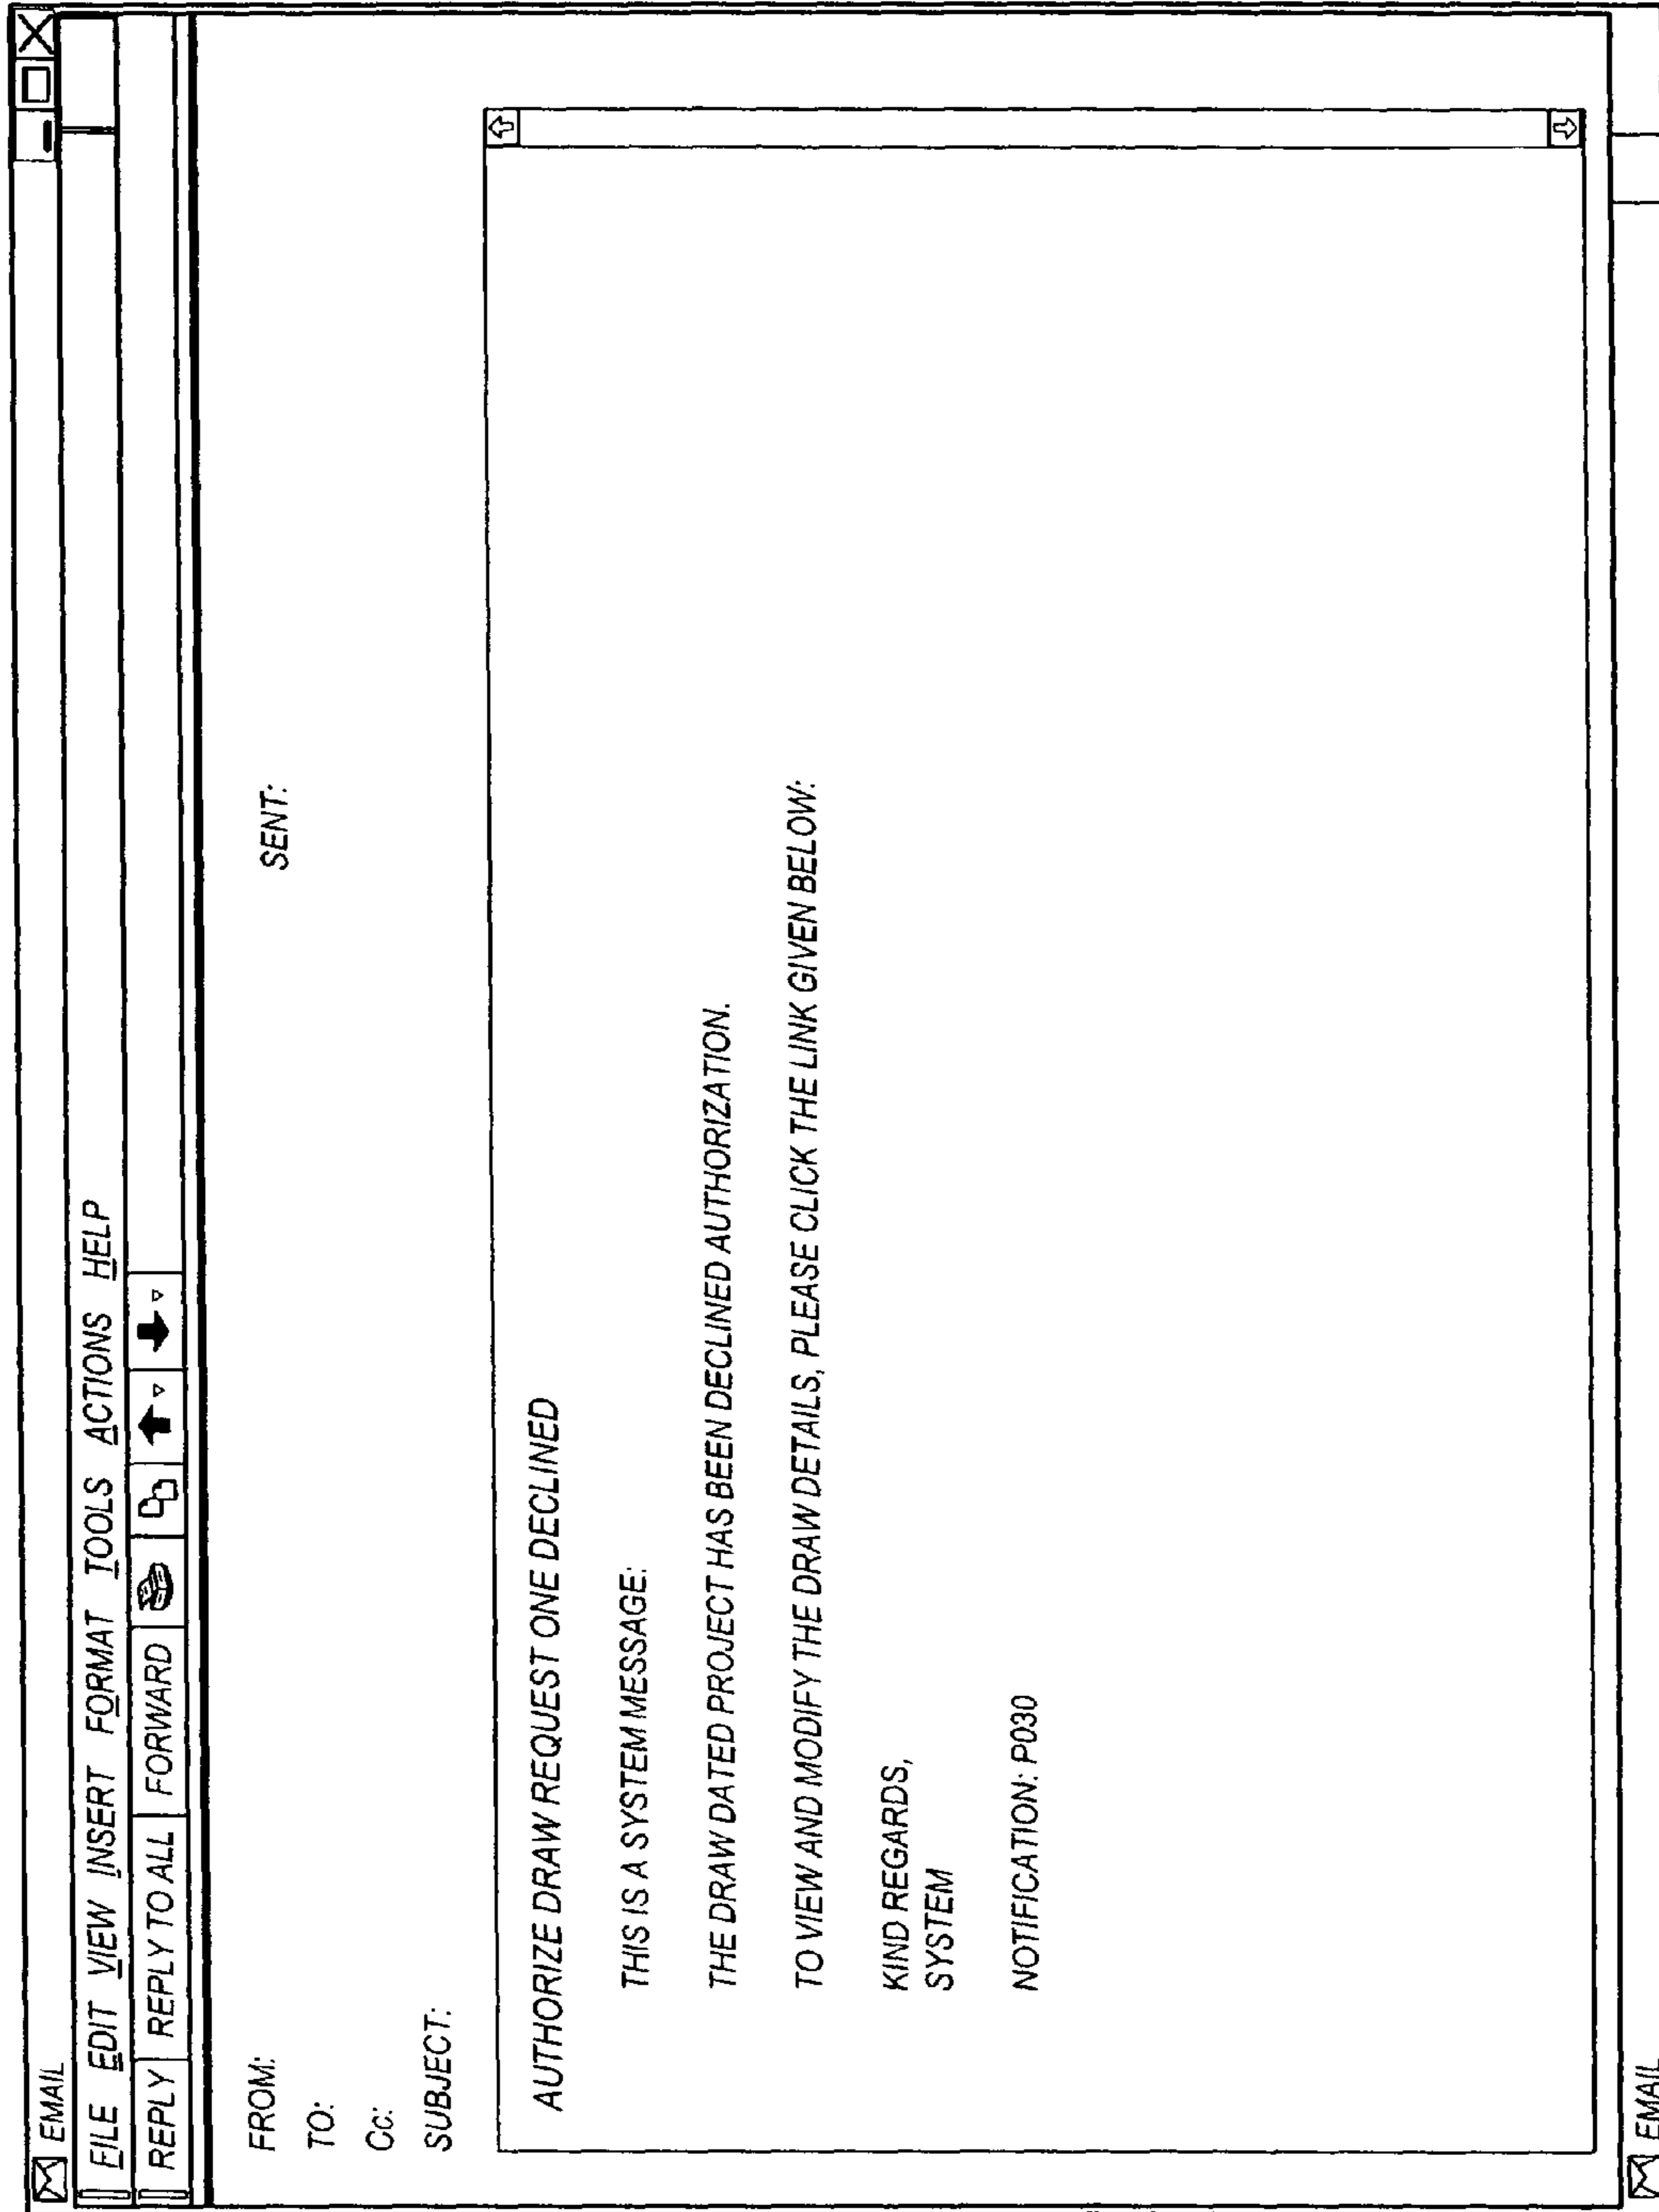 EMAIL
FILE EDIT VIEW INSERT FORMAT TOOLS ACTIONS HELP
REPLY REPLY TO ALL FORWARD
FROM: SENT:
TO:
Cc:
SUBJECT:
AUTHORIZE DRAW REQUEST ONE DECLINED
THIS IS A SYSTEM MESSAGE:
THE DRAW DATED PROJECT HAS BEEN DECLINED AUTHORIZATION.
TO VIEW AND MODIFY THE DRAW DETAILS, PLEASE CLICK THE LINK GIVEN BELOW:
KIND REGARDS,
SYSTEM
NOTIFICATION: P030
EMAIL